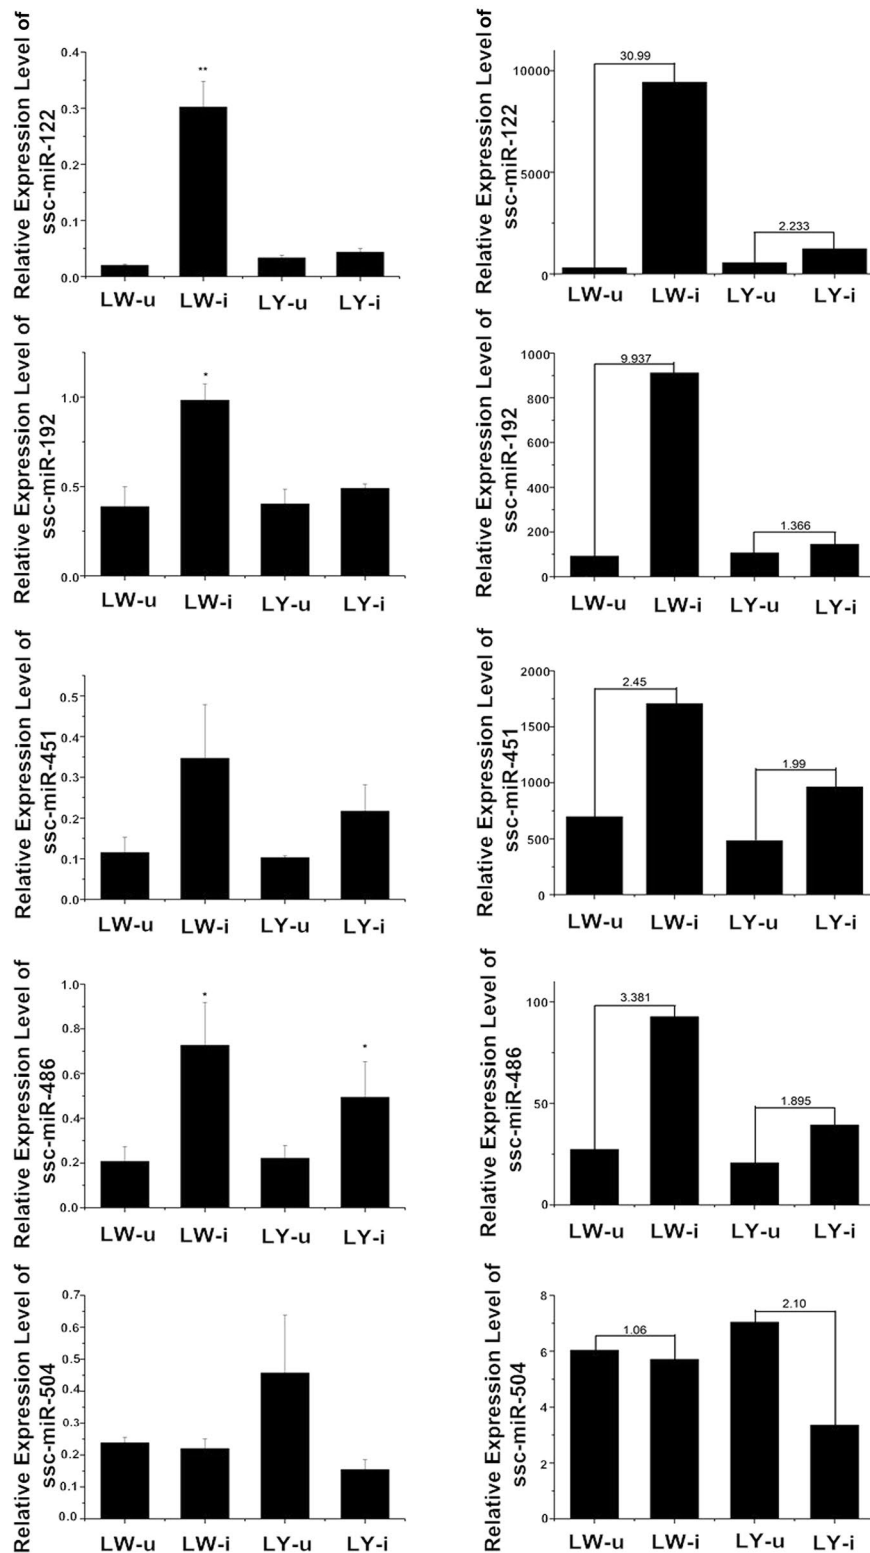 Relative Expression Level of
ssc-miR-122
0.4
0.3
0.2
0.1
0.0
**
LW-u LW-i LY-u LY-i
Relative Expression Level of
ssc-miR-122
10000
5000
0
30.99
2.233
LW-u LW-i LY-u LY-i
Relative Expression Level of
ssc-miR-192
1.0
0.5
0.0
*
LW-u LW-i LY-u LY-i
Relative Expression Level of
ssc-miR-192
1000
800
600
400
200
0
9.937
1.366
LW-u LW-i LY-u LY-i
Relative Expression Level of
ssc-miR-451
0.5
0.4
0.3
0.2
0.1
0.0
LW-u LW-i LY-u LY-i
Relative Expression Level of
ssc-miR-451
2000
1500
1000
500
0
2.45
1.99
LW-u LW-i LY-u LY-i
Relative Expression Level of
ssc-miR-486
1.0
0.8
0.6
0.4
0.2
0.0
*
*
LW-u LW-i LY-u LY-i
Relative Expression Level of
ssc-miR-486
100
50
0
3.381
1.895
LW-u LW-i LY-u LY-i
Relative Expression Level of
ssc-miR-504
0.7
0.6
0.5
0.4
0.3
0.2
0.1
0.0
LW-u LW-i LY-u LY-i
Relative Expression Level of
ssc-miR-504
8
6
4
2
0
1.06
2.10
LW-u LW-i LY-u LY-i